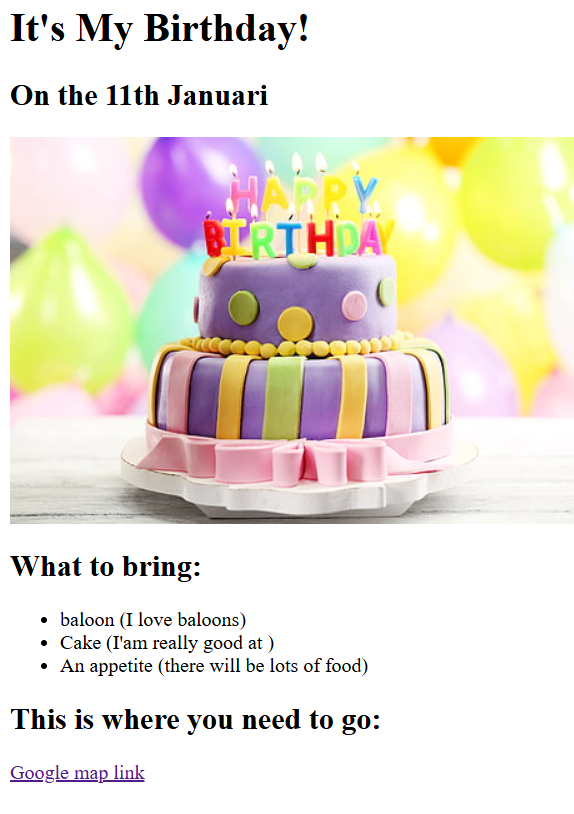 It's My Birthday!
On the 11th Januari
HAPPY
BIRTHDAY
What to bring:
baloon (I love baloons)
Cake (I'am really good at )
An appetite (there will be lots of food)
This is where you need to go:
Google map link